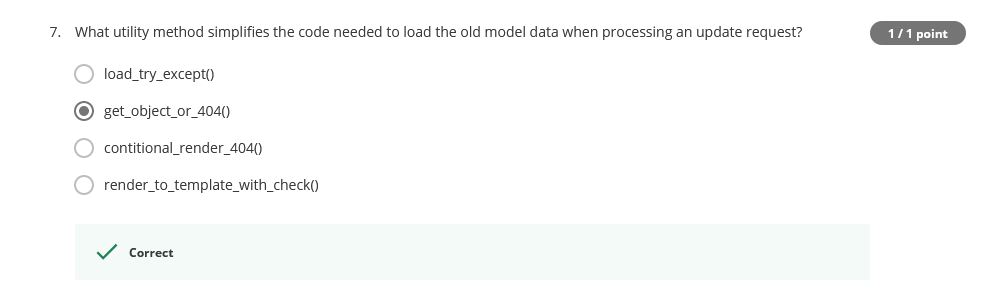 7. What utility method simplifies the code needed to load the old model data when processing an update request?
1 / 1 point
load_try_except()
get_object_or_404()
contitional_render_404()
render_to_template_with_check()
Correct